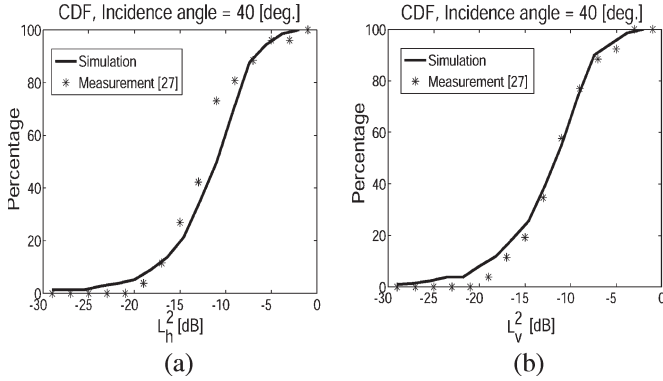 CDF, Incidence angle = 40 [deg.]
Percentage
100
80
60
40
20
0
Simulation
Measurement [27]
-30 -25 -20 -15 -10 -5 0
L_h^2 [dB]
(a)
CDF, Incidence angle = 40 [deg.]
Percentage
100
80
60
40
20
0
Simulation
Measurement [27]
-30 -25 -20 -15 -10 -5 0
L_v^2 [dB]
(b)